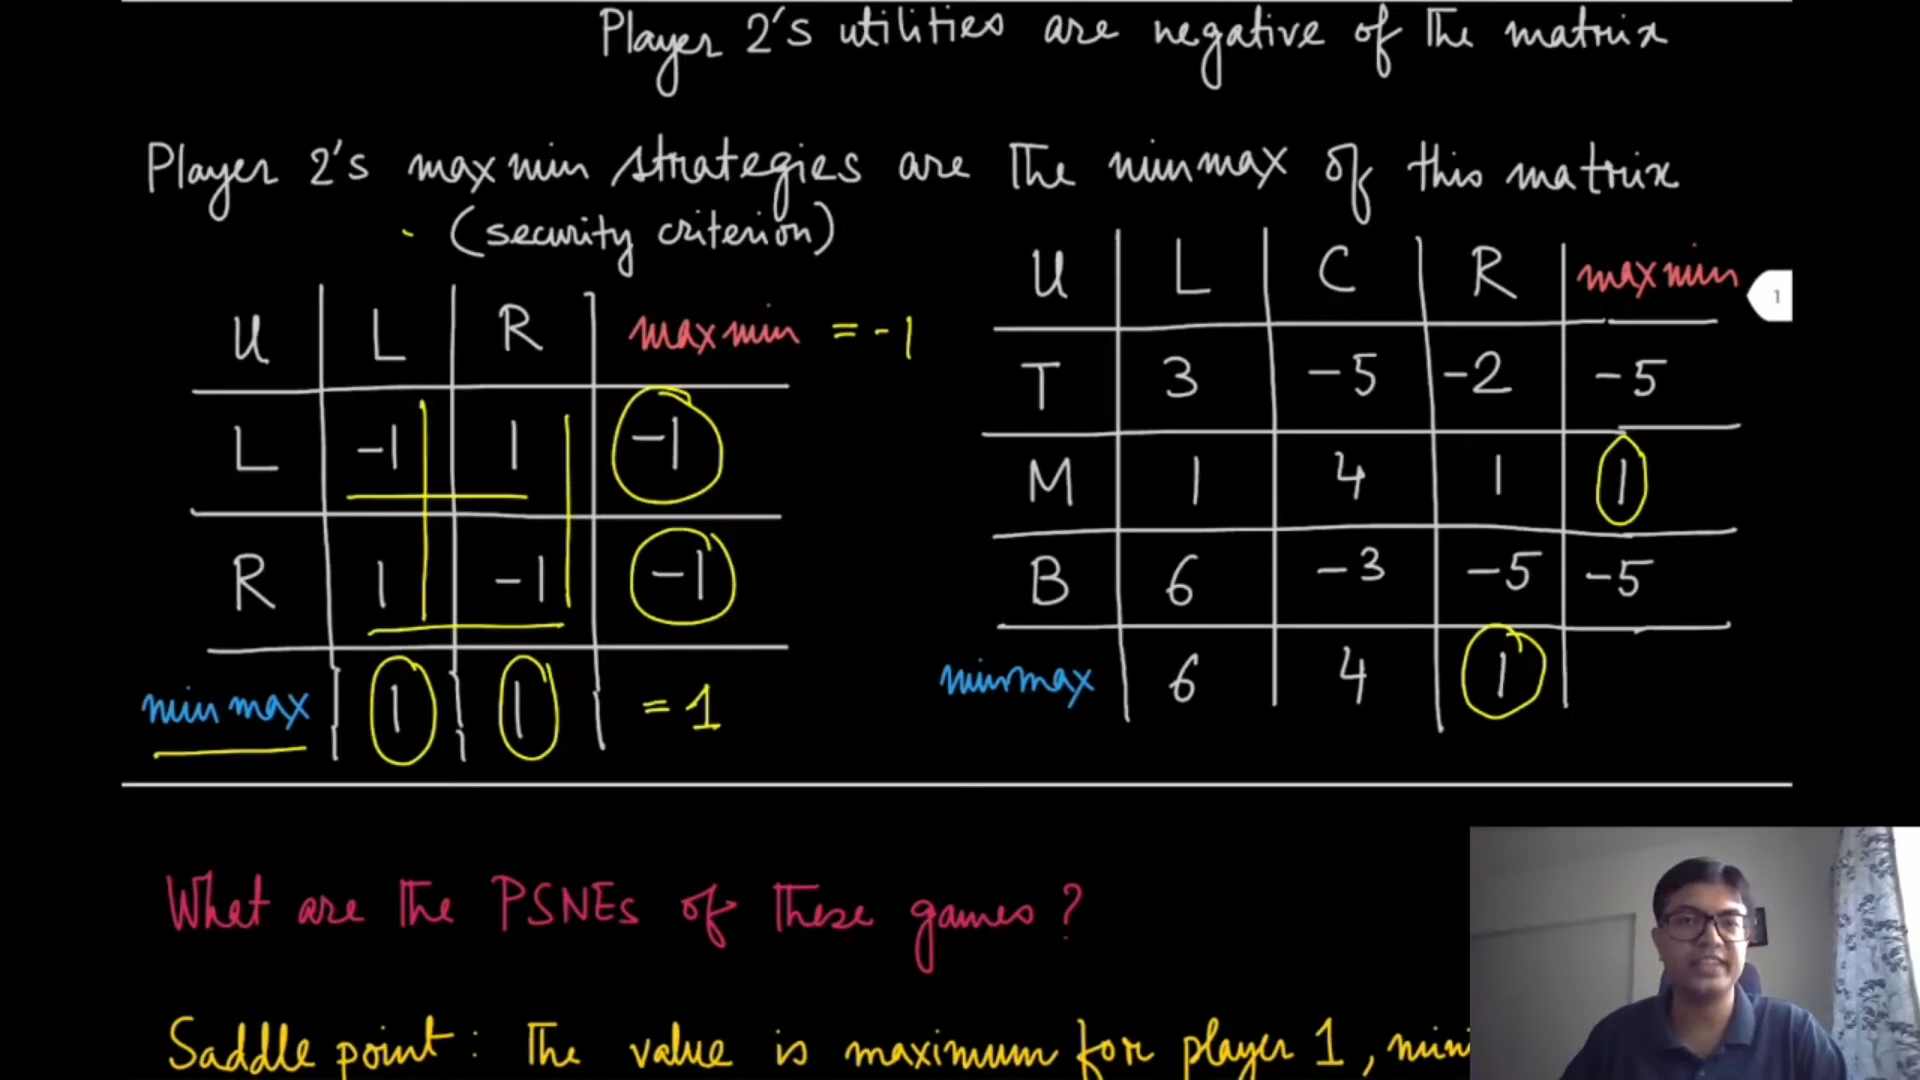 Player 2's utilities are negative of the matrix
Player 2's maxmin strategies are the minmax of this matrix
(security criterion)
U L R maxmin = -1
L -1 1 -1
R 1 -1 -1
minmax 1 1 = 1
U L C R maxmin
T 3 -5 -2 -5
M 1 4 1 1
B 6 -3 -5 -5
minmax 6 4 1
1
What are the PSNEs of these games?
Saddle point: The value is maximum for player 1, mini